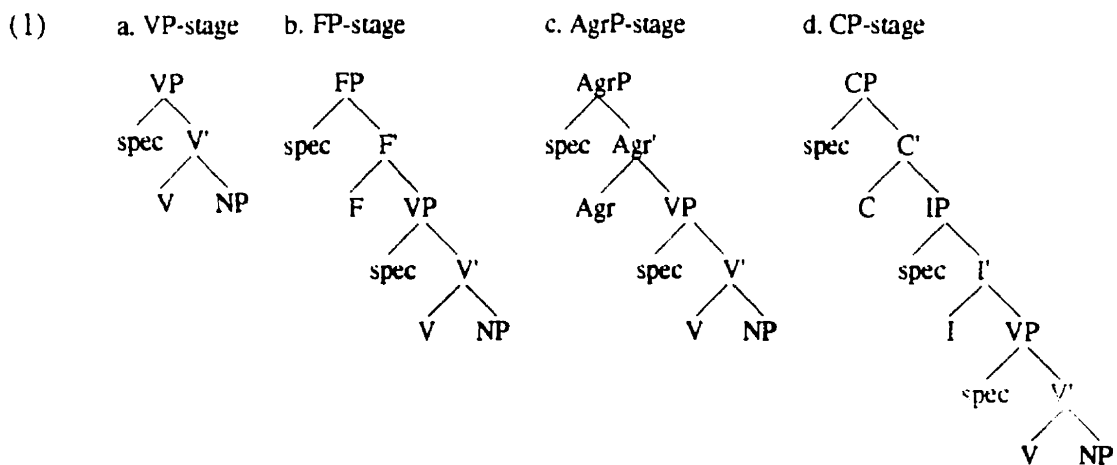 (1) a. VP-stage b. FP-stage c. AgrP-stage d. CP-stage
VP FP AgrP CP
spec V' spec F' spec Agr' spec C'
V NP F VP Agr VP C IP
spec V' spec V' spec I'
V NP V NP I VP
spec V'
V NP